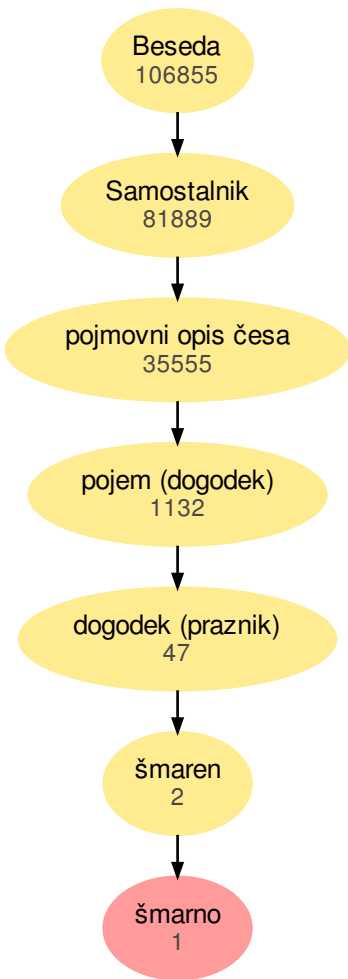 Beseda
106855
Samostalnik
81889
pojmovni opis česa
35555
pojem (dogodek)
1132
dogodek (praznik)
47
šmaren
2
šmarno
1